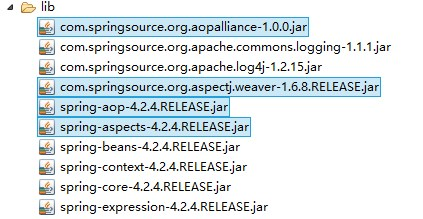 lib
com.springsource.org.aopalliance-1.0.0.jar
com.springsource.org.apache.commons.logging-1.1.1.jar
com.springsource.org.apache.log4j-1.2.15.jar
com.springsource.org.aspectj.weaver-1.6.8.RELEASE.jar
spring-aop-4.2.4.RELEASE.jar
spring-aspects-4.2.4.RELEASE.jar
spring-beans-4.2.4.RELEASE.jar
spring-context-4.2.4.RELEASE.jar
spring-core-4.2.4.RELEASE.jar
spring-expression-4.2.4.RELEASE.jar